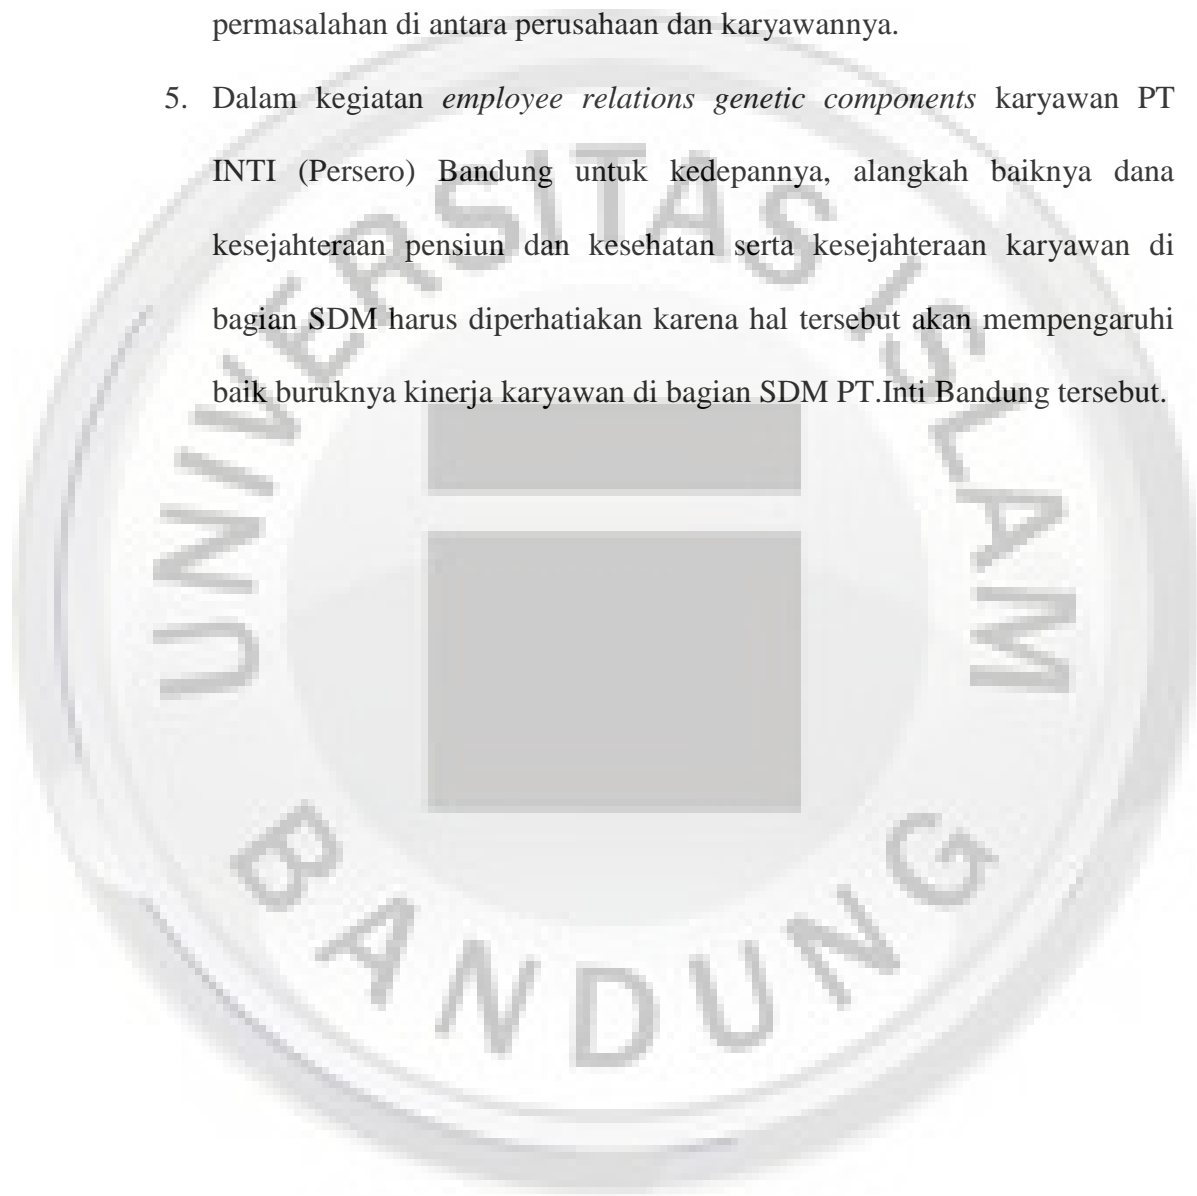 permasalahan di antara perusahaan dan karyawannya.
5. Dalam kegiatan employee relations genetic components karyawan PT
INTI (Persero) Bandung untuk kedepannya, alangkah baiknya dana
kesejahteraan pensiun dan kesehatan serta kesejahteraan karyawan di
bagian SDM harus diperhatiakan karena hal tersebut akan mempengaruhi
baik buruknya kinerja karyawan di bagian SDM PT.Inti Bandung tersebut.
UNIVERSITAS ISLAM
BANDUNG